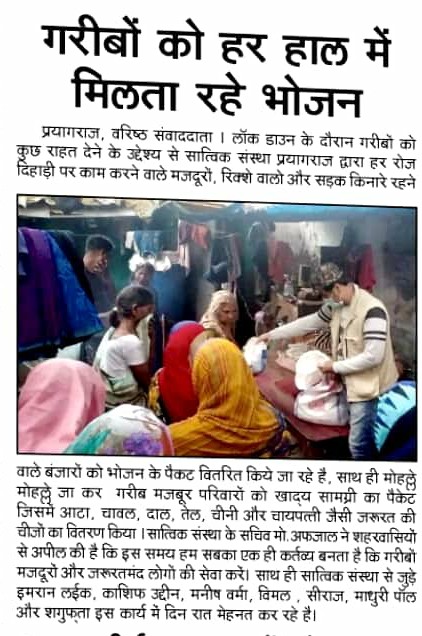 गरीबों को हर हाल में
मिलता रहे भोजन
प्रयागराज, वरिष्ठ संवाददाता । लॉक डाउन के दौरान गरीबों को
कुछ राहत देने के उद्देश्य से सात्विक संस्था प्रयागराज द्वारा हर रोज
दिहाड़ी पर काम करने वाले मजदूरों, रिक्शे वालो और सड़क किनारे रहने
वाले बंजारों को भोजन के पैकट वितरित किये जा रहे है, साथ ही मोहल्ले
मोहल्ले जा कर गरीब मजबूर परिवारों को खाद्य सामग्री का पैकेट
जिसमे आटा, चावल, दाल, तेल, चीनी और चायपत्ती जैसी जरूरत की
चीजों का वितरण किया ।सात्विक संस्था के सचिव मो.अफजाल ने शहरवासियों
से अपील की है कि इस समय हम सबका एक ही कर्तव्य बनता है कि गरीबो
मजदूरों और जरूरतमंद लोगों की सेवा करें। साथ ही सात्विक संस्था से जुड़े
इमरान लईक, काशिफ उद्दीन, मनीष वर्मा, विमल , सीराज, माधुरी पॉल
और शगुफ्ता इस कार्य में दिन रात मेहनत कर रहे है।